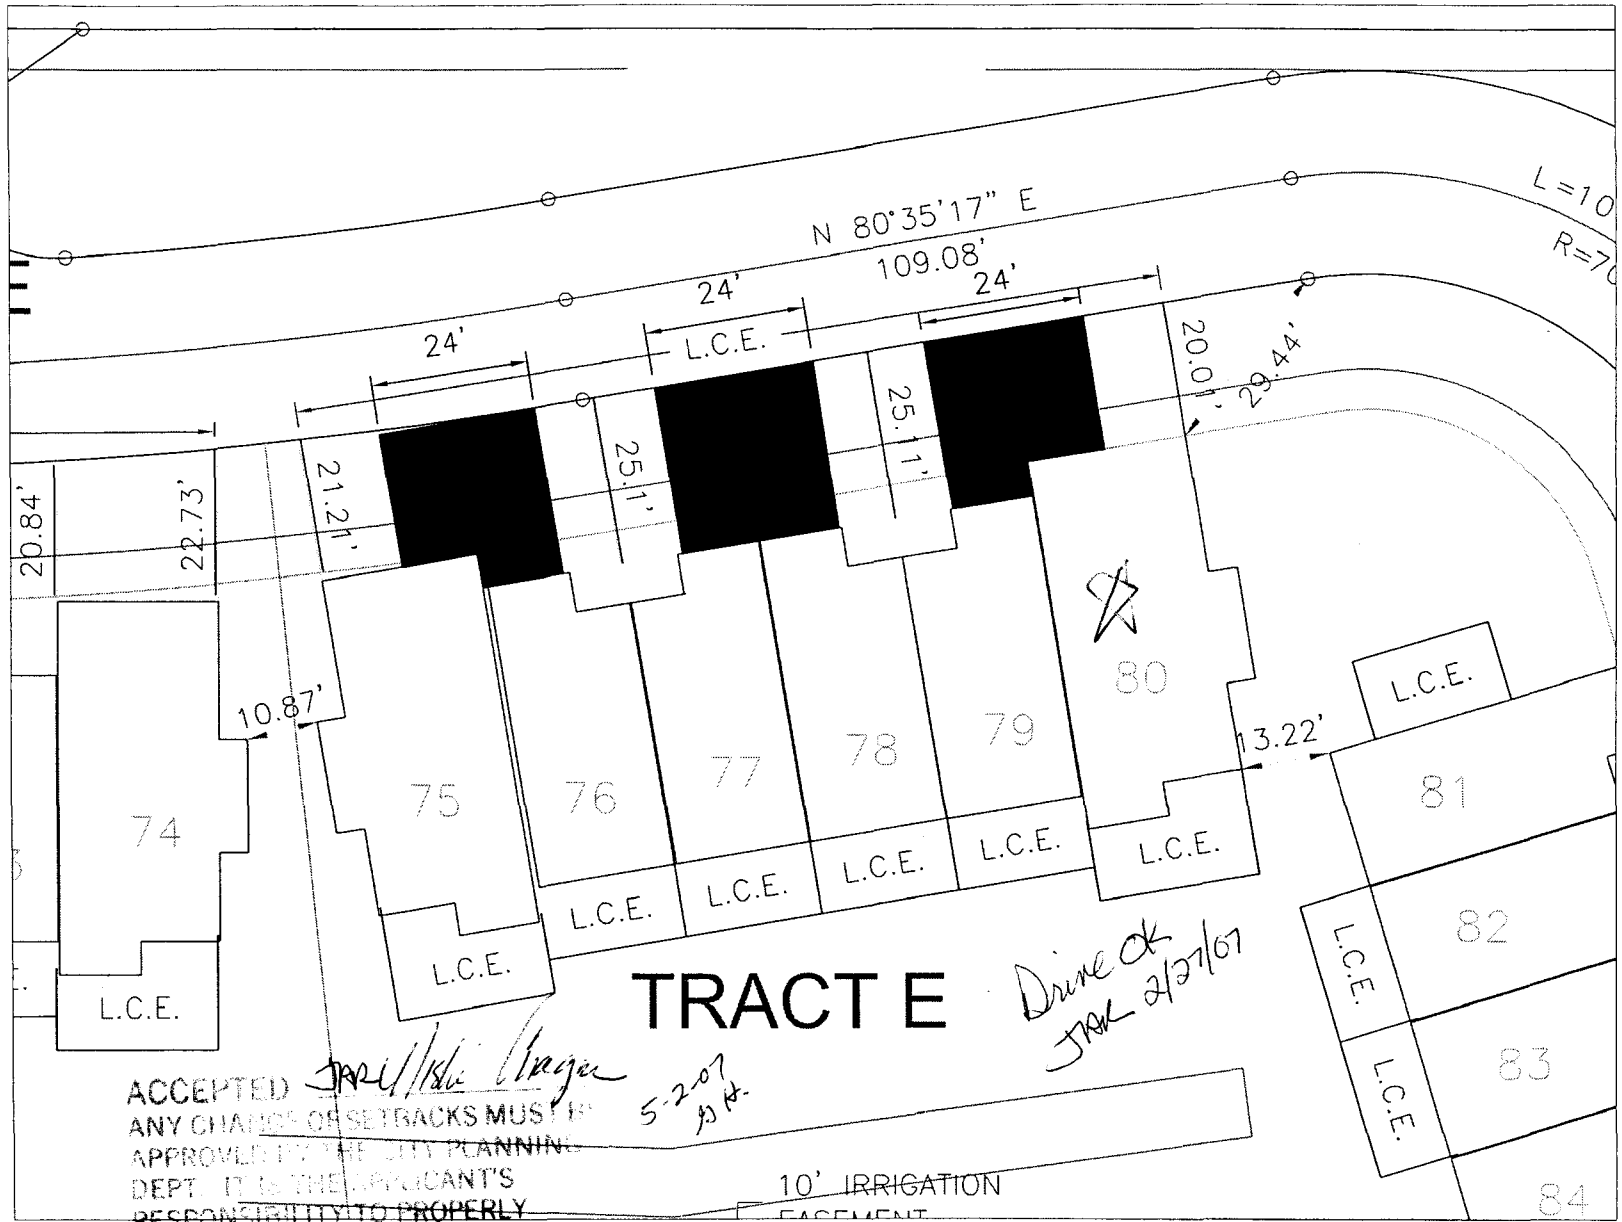 L=10
R=70
N 80°35'17" E
109.08'
24'
24'
24'
L.C.E.
20.01'
29.44'
25.11'
25.1'
21.21'
22.73'
20.84'
10.87'
13.22'
74
75
76
77
78
79
80
81
82
83
84
L.C.E.
L.C.E.
L.C.E.
L.C.E.
L.C.E.
L.C.E.
L.C.E.
L.C.E.
L.C.E.
L.C.E.
E.
3
TRACT E
Drive OK
JAR 2/27/07
ACCEPTED
5-2-07
ANY CHANGE OF SETBACKS MUST BE
APPROVED BY THE CITY PLANNING
DEPT. IT IS THE APPLICANT'S
RESPONSIBILITY TO PROPERLY
10' IRRIGATION
EASEMENT